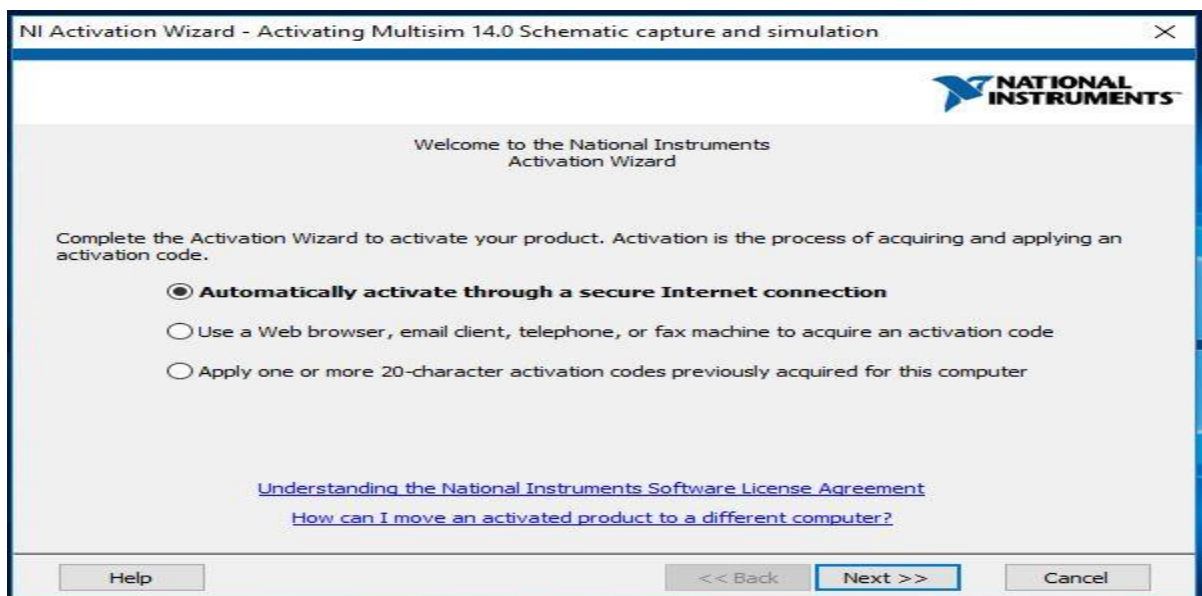 NI Activation Wizard - Activating Multisim 14.0 Schematic capture and simulation
NATIONAL
INSTRUMENTS
Welcome to the National Instruments
Activation Wizard
Complete the Activation Wizard to activate your product. Activation is the process of acquiring and applying an
activation code.
Automatically activate through a secure Internet connection
Use a Web browser, email client, telephone, or fax machine to acquire an activation code
Apply one or more 20-character activation codes previously acquired for this computer
Understanding the National Instruments Software License Agreement
How can I move an activated product to a different computer?
Help << Back Next >> Cancel